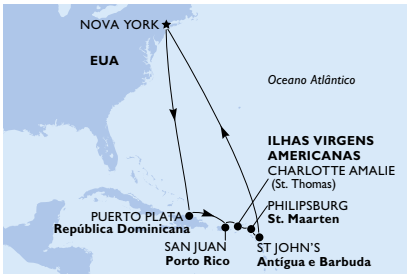 NOVA YORK
EUA
Oceano Atlântico
ILHAS VIRGENS
AMERICANAS
CHARLOTTE AMALIE
(St. Thomas)
PHILIPSBURG
St. Maarten
PUERTO PLATA
República Dominicana
SAN JUAN
Porto Rico
ST JOHN'S
Antígua e Barbuda